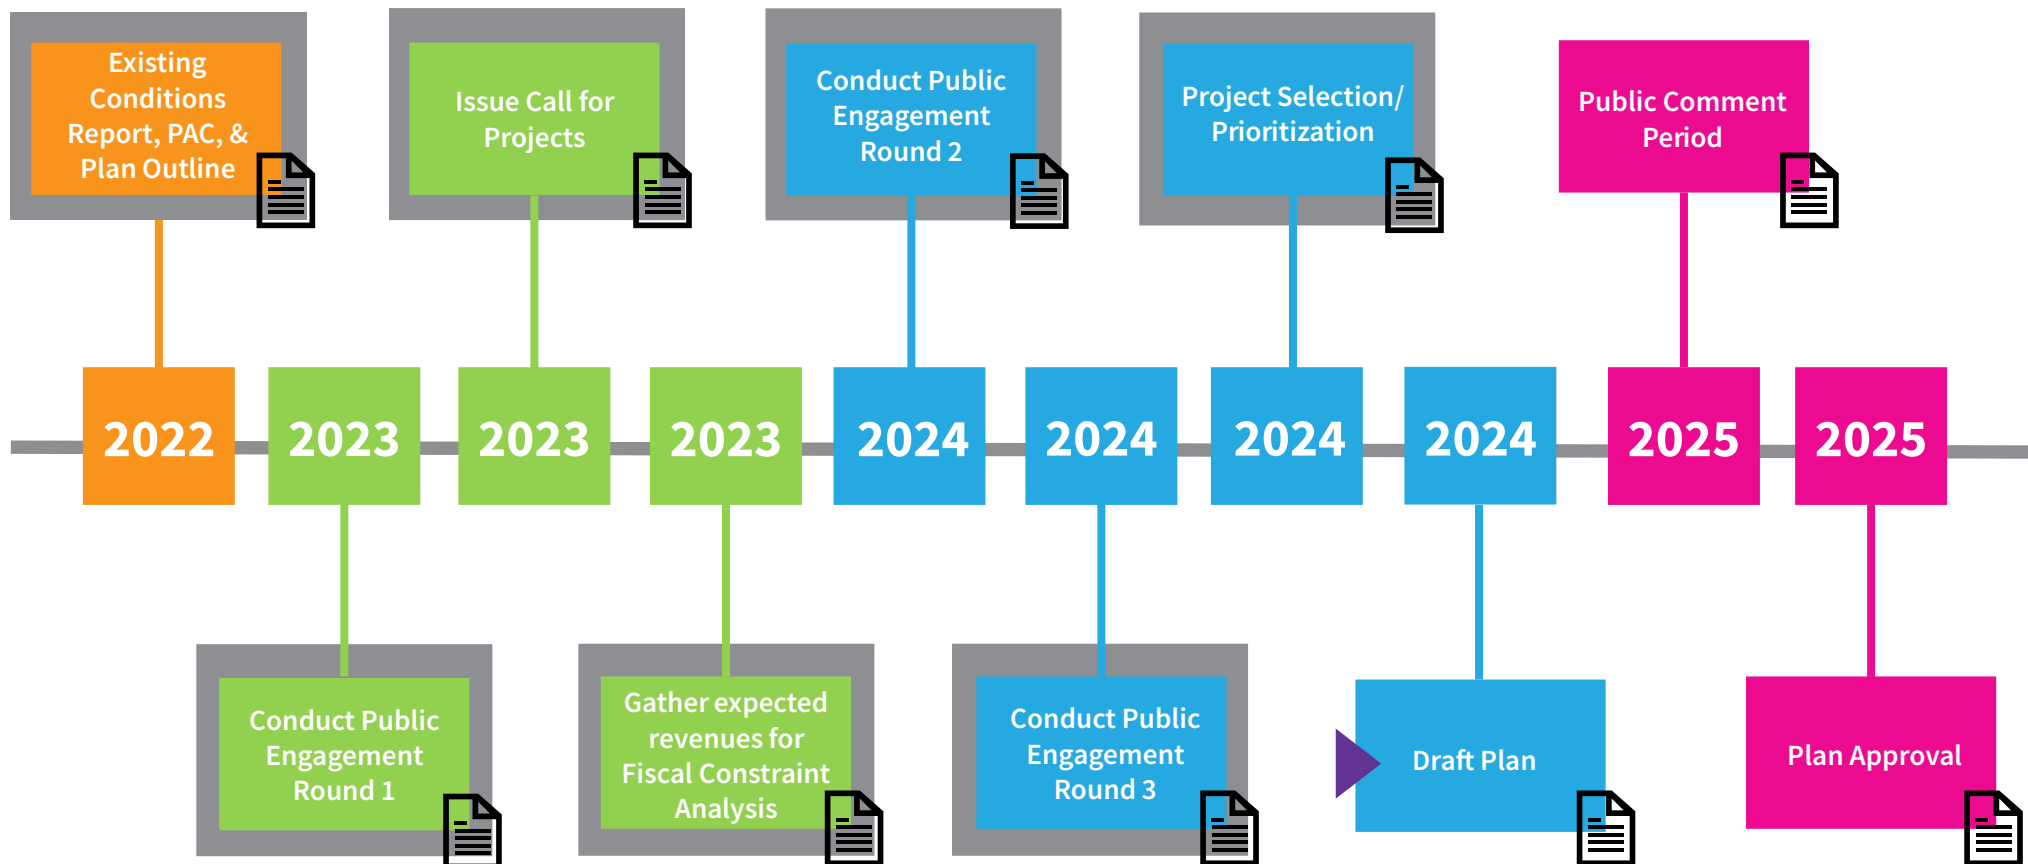 Existing
Conditions
Report, PAC, &
Plan Outline
Issue Call for
Projects
Conduct Public
Engagement
Round 2
Project Selection/
Prioritization
Public Comment
Period
2022
2023
2023
2023
2024
2024
2024
2024
2025
2025
Conduct Public
Engagement
Round 1
Gather expected
revenues for
Fiscal Constraint
Analysis
Conduct Public
Engagement
Round 3
Draft Plan
Plan Approval